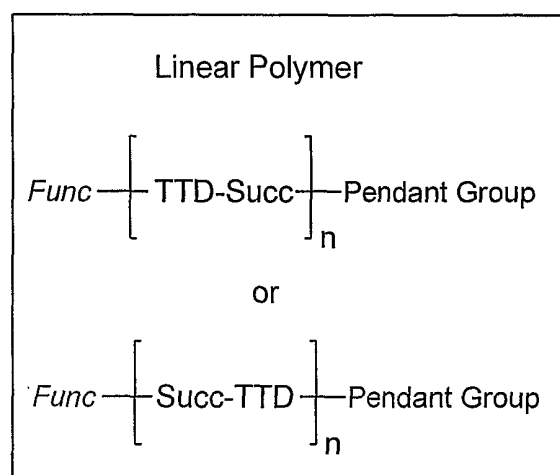 Linear Polymer
Func TTD-Succ Pendant Group
n
or
Func Succ-TTD Pendant Group
n